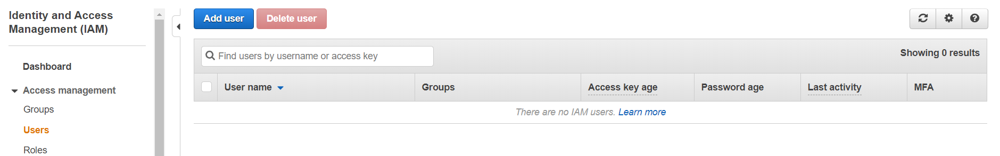 Identity and Access
Management (IAM)
Dashboard
Access management
Groups
Users
Roles
Add user
Delete user
Find users by username or access key
Showing 0 results
User name
Groups
Access key age
Password age
Last activity
MFA
There are no IAM users. Learn more